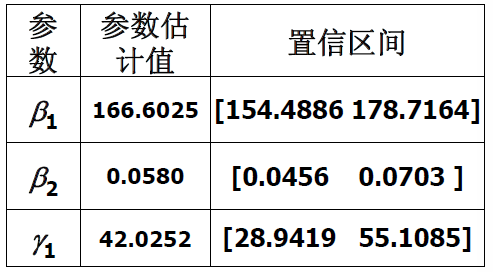 参数 参数估计值 置信区间
β1 166.6025 [154.4886 178.7164]
β2 0.0580 [0.0456 0.0703 ]
γ1 42.0252 [28.9419 55.1085]